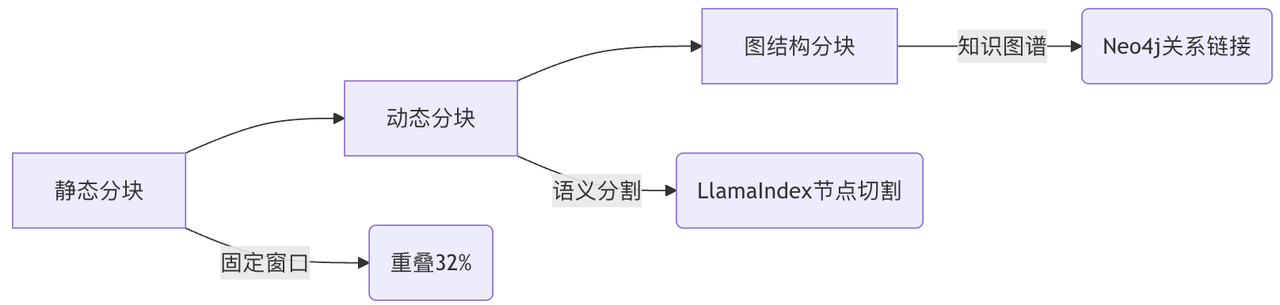 图结构分块
知识图谱
Neo4j关系链接
动态分块
静态分块
语义分割
LlamaIndex节点切割
固定窗口
重叠32%